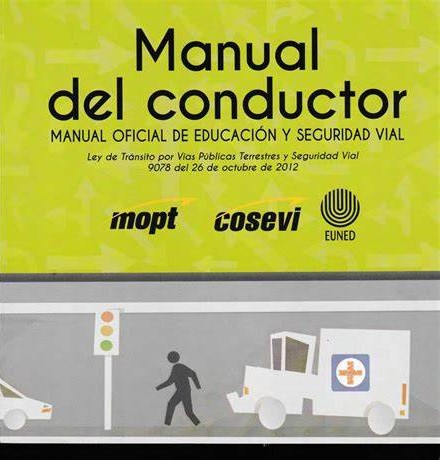 Manual
del conductor
MANUAL OFICIAL DE EDUCACIÓN Y SEGURIDAD VIAL
Ley de Tránsito por Vías Públicas Terrestres y Seguridad Vial
9078 del 26 de octubre de 2012
mopt
cosevi
EUNED